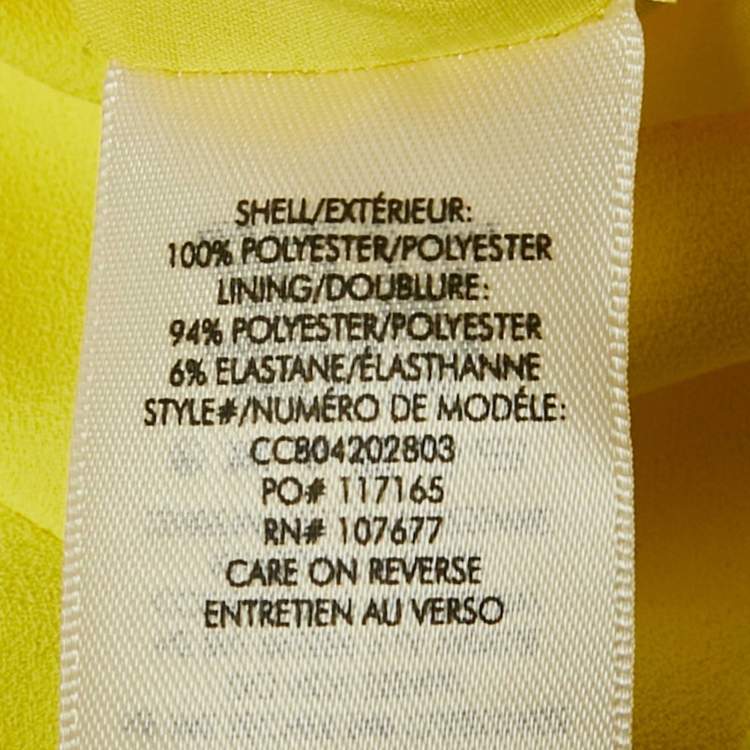 SHELL/EXTÉRIEUR:
100% POLYESTER/POLYESTER
LINING/DOUBLURE:
94% POLYESTER/POLYESTER
6% ELASTANE/ÉLASTHANNE
STYLE#/NUMÉRO DE MODÉLE:
CC804202803
PO# 117165
RN# 107677
CARE ON REVERSE
ENTRETIEN AU VERSO